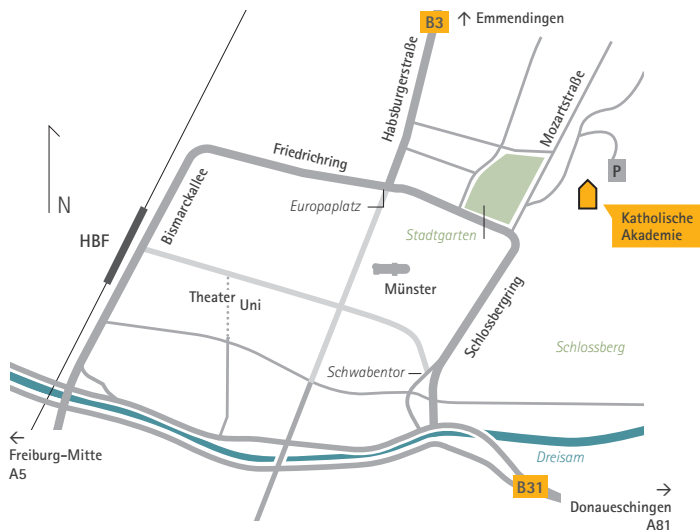 B3
↑ Emmendingen
Habsburgerstraße
Mozartstraße
Friedrichring
P
N
Europaplatz
Bismarckallee
Katholische
Akademie
Stadtgarten
HBF
Münster
Theater
Uni
Schlossbergring
Schlossberg
Schwabentor
←
Freiburg-Mitte
A5
Dreisam
B31
→
Donaueschingen
A81